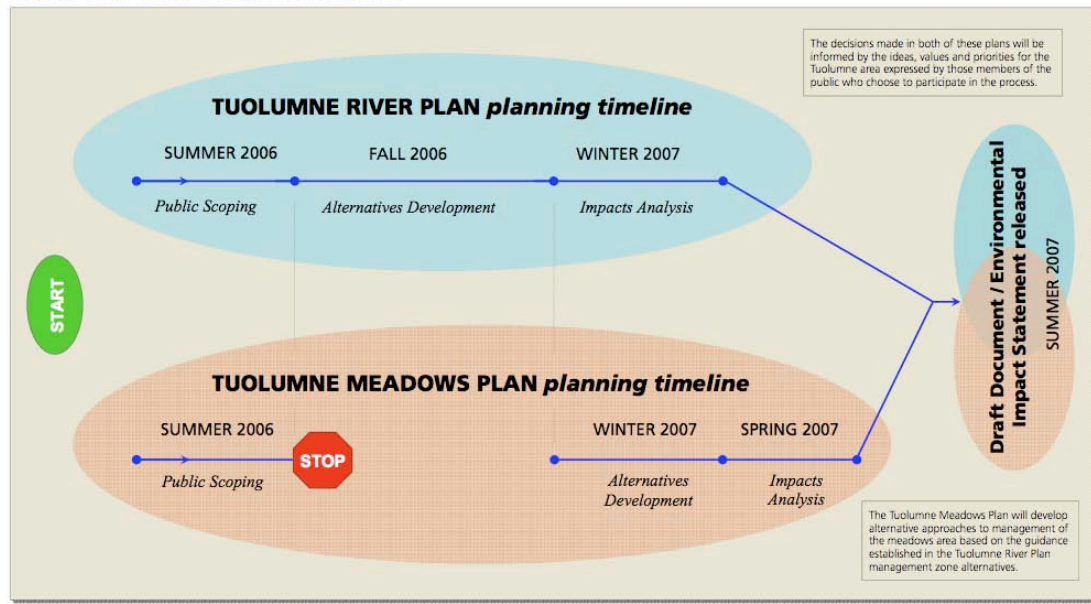 The decisions made in both of these plans will be
informed by the ideas, values and priorities for the
Tuolumne area expressed by those members of the
public who choose to participate in the process.
TUOLUMNE RIVER PLAN planning timeline
SUMMER 2006
FALL 2006
WINTER 2007
Public Scoping
Alternatives Development
Impacts Analysis
START
TUOLUMNE MEADOWS PLAN planning timeline
SUMMER 2006
STOP
WINTER 2007
SPRING 2007
Public Scoping
Alternatives
Development
Impacts
Analysis
Draft Document / Environmental
Impact Statement released
SUMMER 2007
The Tuolumne Meadows Plan will develop
alternative approaches to management of
the meadows area based on the guidance
established in the Tuolumne River Plan
management zone alternatives.